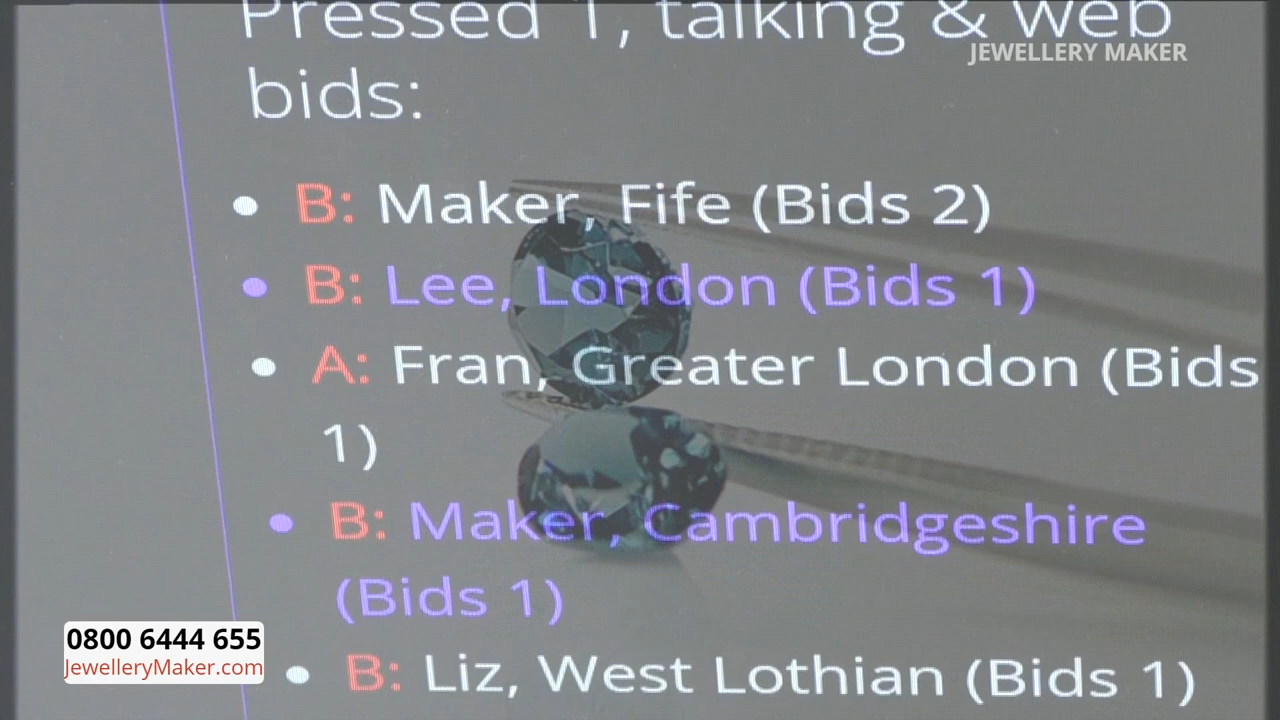 Pressed 1, talking & web
JEWELLERY MAKER
bids:
B: Maker, Fife (Bids 2)
B: Lee, London (Bids 1)
A: Fran, Greater London (Bids
1)
B: Maker, Cambridgeshire
(Bids 1)
0800 6444 655
JewelleryMaker.com
B: Liz, West Lothian (Bids 1)